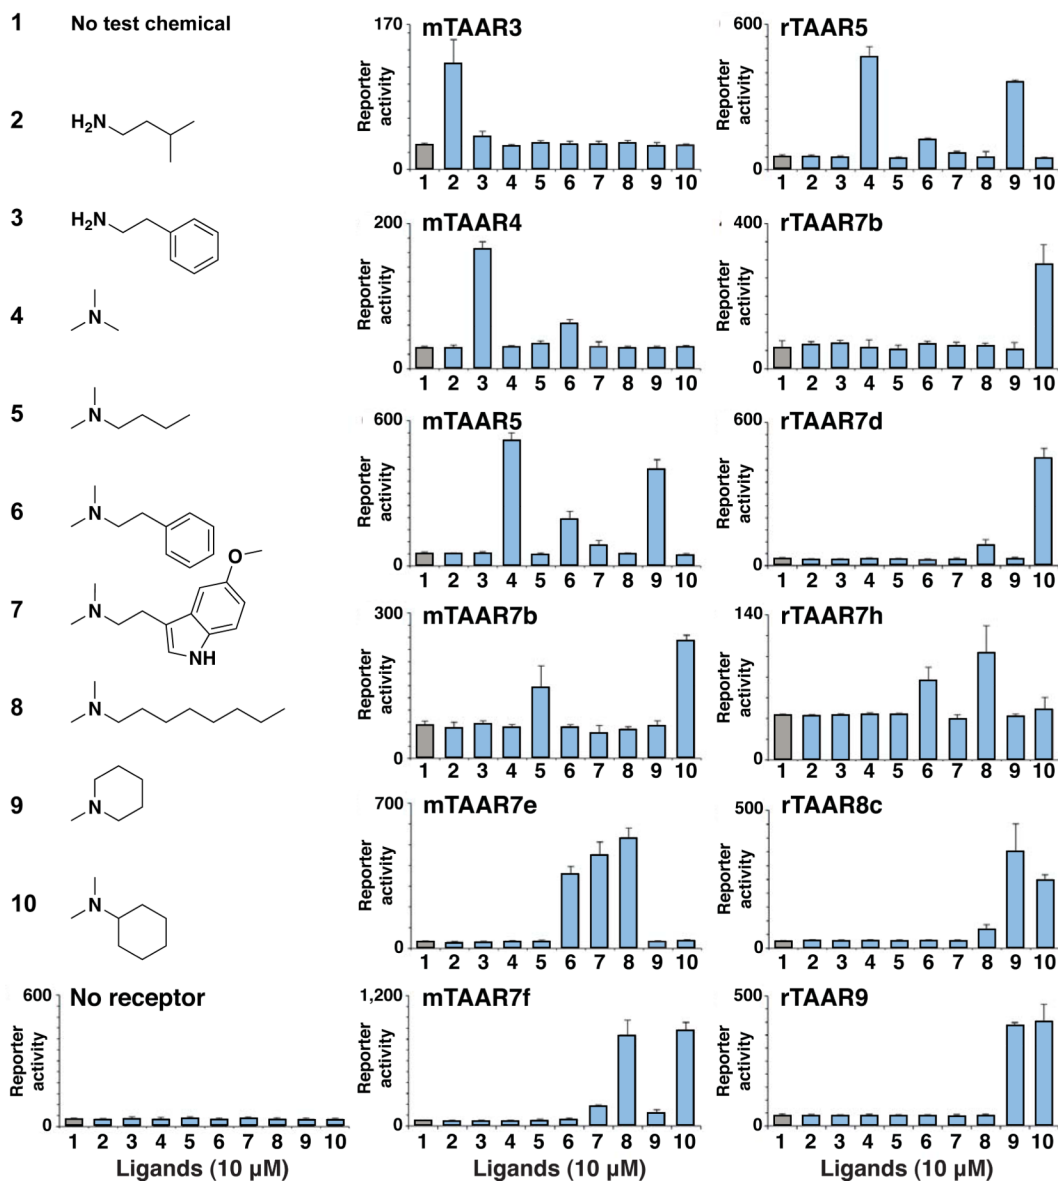 1 No test chemical
2 H₂N
3 H₂N
4 N
5 N
6 N
7 N O NH
8 N
9 N
10 N
No receptor
600
0
Reporter activity
1 2 3 4 5 6 7 8 9 10
Ligands (10 µM)
mTAAR3
170
0
Reporter activity
1 2 3 4 5 6 7 8 9 10
mTAAR4
200
0
Reporter activity
1 2 3 4 5 6 7 8 9 10
mTAAR5
600
0
Reporter activity
1 2 3 4 5 6 7 8 9 10
mTAAR7b
300
0
Reporter activity
1 2 3 4 5 6 7 8 9 10
mTAAR7e
700
0
Reporter activity
1 2 3 4 5 6 7 8 9 10
mTAAR7f
1,200
0
Reporter activity
1 2 3 4 5 6 7 8 9 10
Ligands (10 µM)
rTAAR5
600
0
Reporter activity
1 2 3 4 5 6 7 8 9 10
rTAAR7b
400
0
Reporter activity
1 2 3 4 5 6 7 8 9 10
rTAAR7d
600
0
Reporter activity
1 2 3 4 5 6 7 8 9 10
rTAAR7h
140
0
Reporter activity
1 2 3 4 5 6 7 8 9 10
rTAAR8c
500
0
Reporter activity
1 2 3 4 5 6 7 8 9 10
rTAAR9
500
0
Reporter activity
1 2 3 4 5 6 7 8 9 10
Ligands (10 µM)